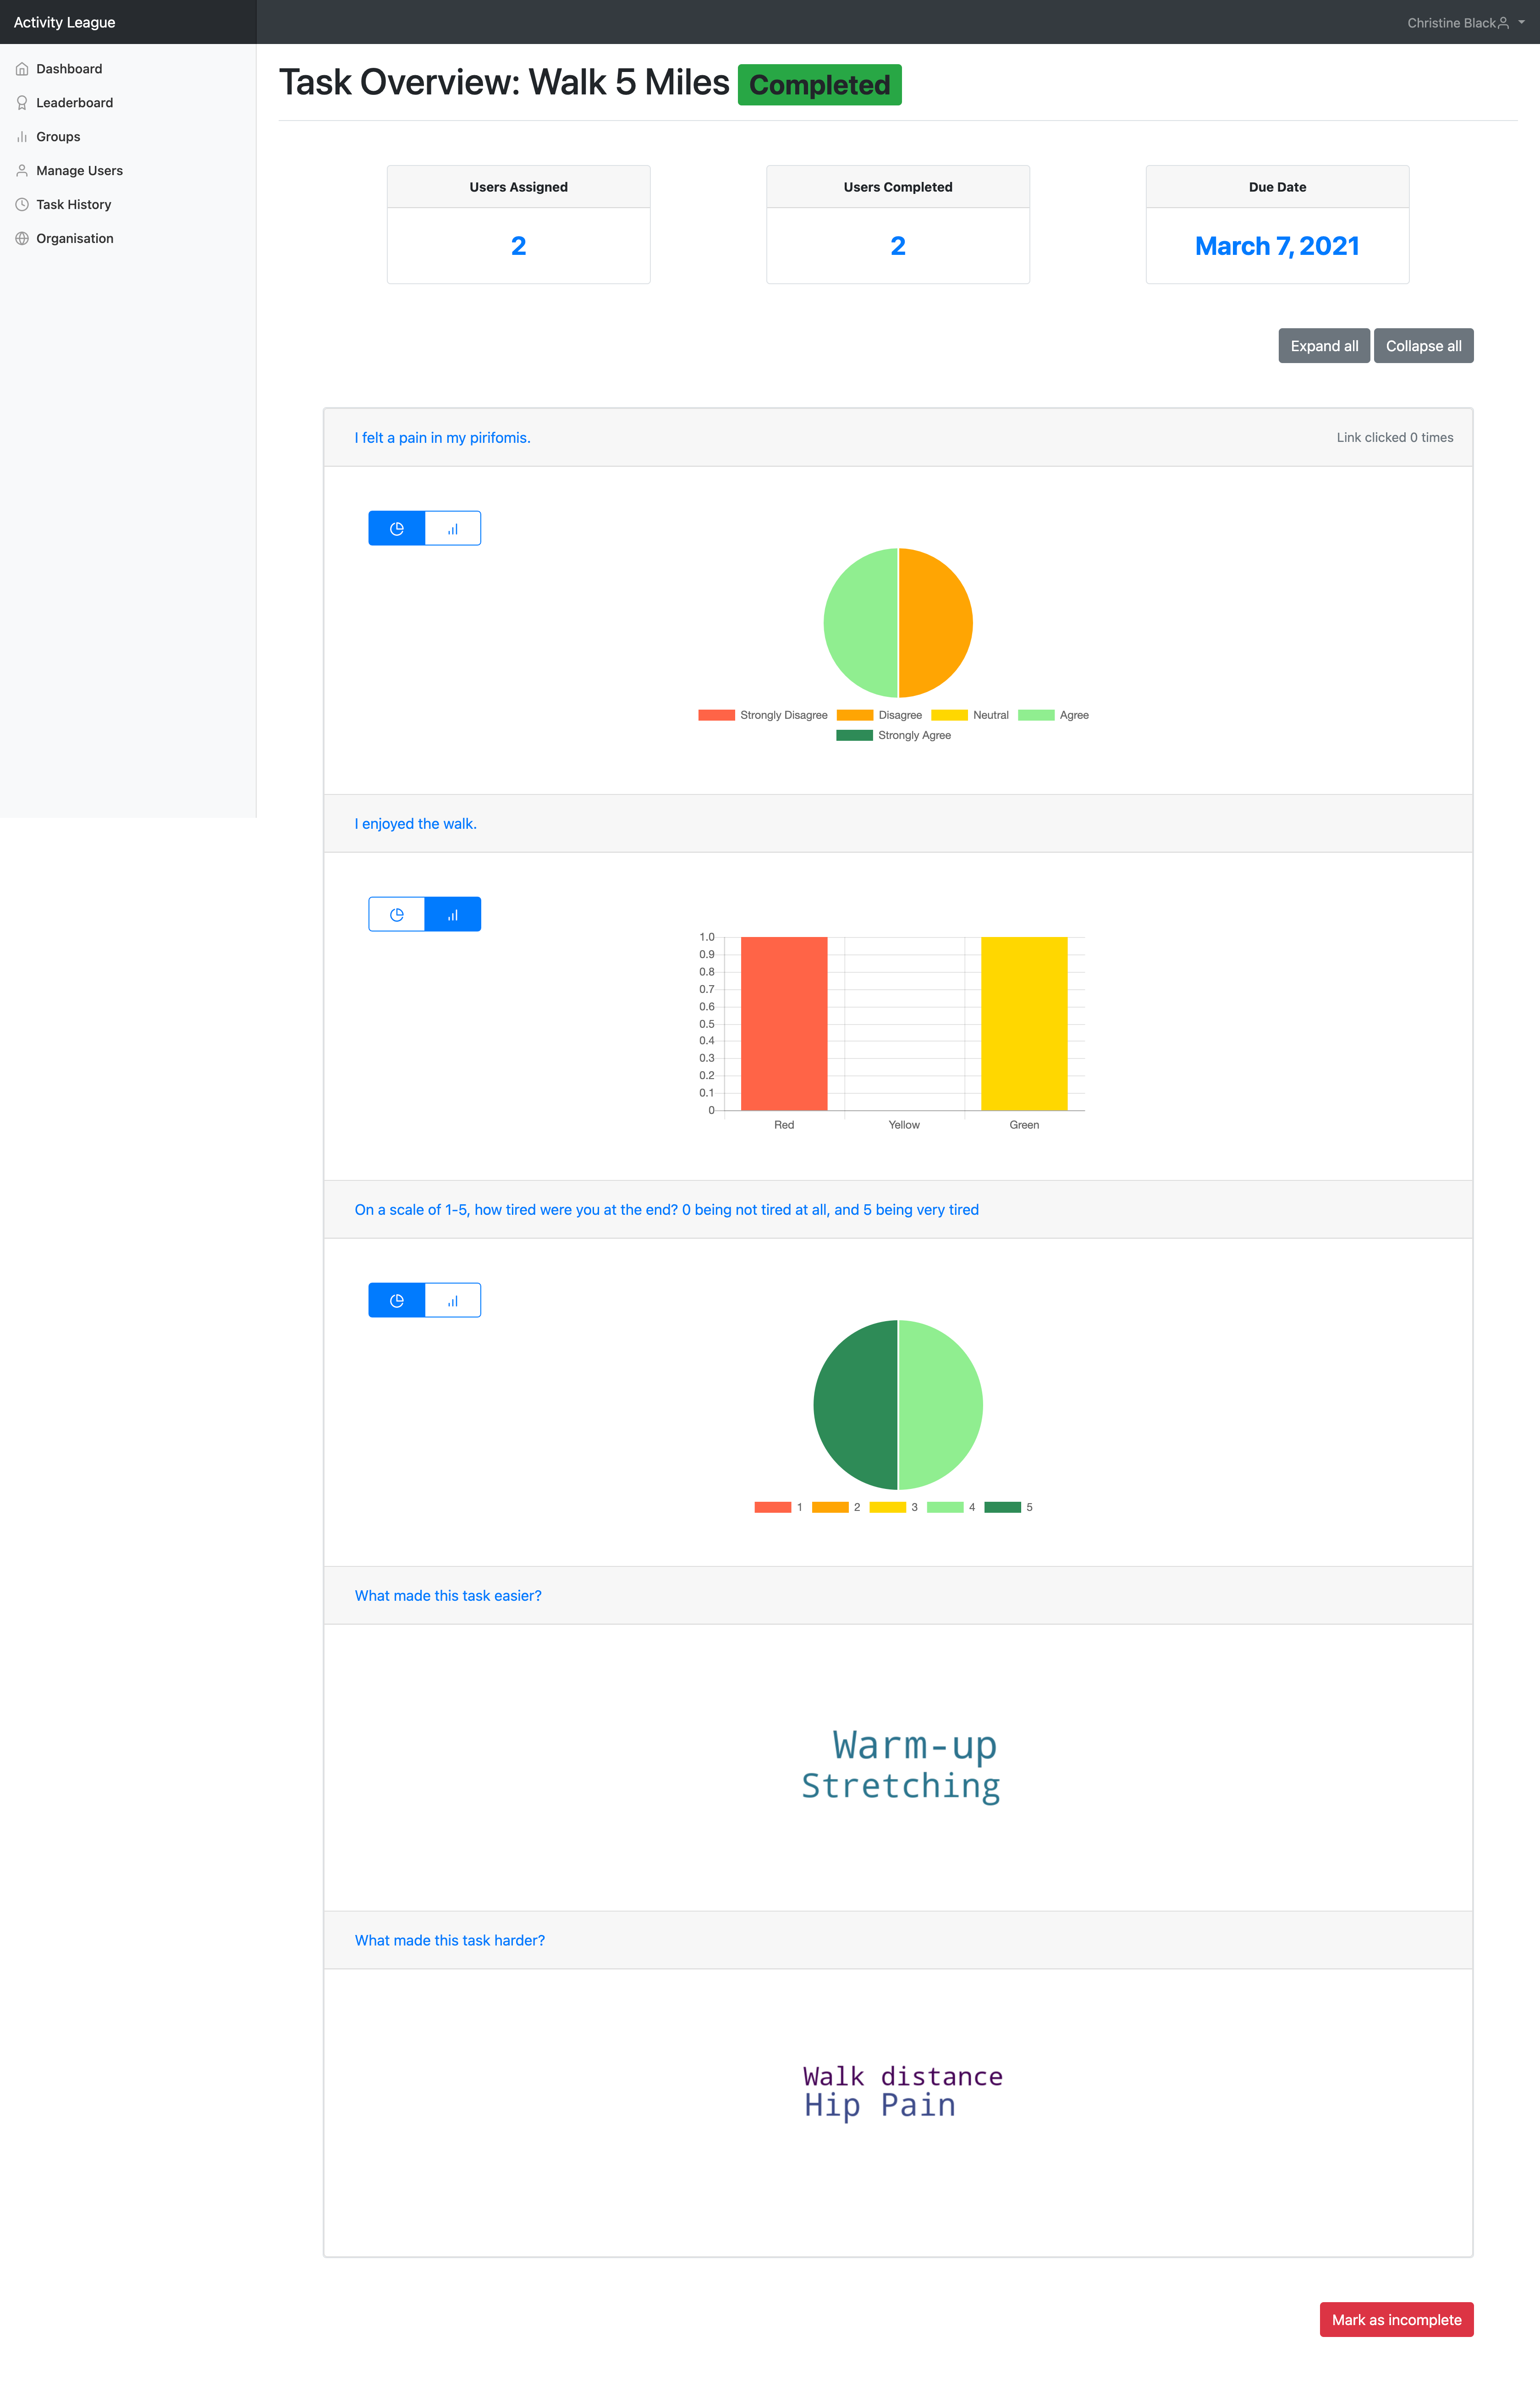 Activity League
Christine Black
Dashboard
Leaderboard
Groups
Manage Users
Task History
Organisation
Task Overview: Walk 5 Miles Completed
Users Assigned
2
Users Completed
2
Due Date
March 7, 2021
Expand all
Collapse all
I felt a pain in my pirifomis.
Link clicked 0 times
Strongly Disagree Disagree Neutral Agree
Strongly Agree
I enjoyed the walk.
1.0
0.9
0.8
0.7
0.6
0.5
0.4
0.3
0.2
0.1
0
Red Yellow Green
On a scale of 1-5, how tired were you at the end? 0 being not tired at all, and 5 being very tired
1 2 3 4 5
What made this task easier?
Warm-up
Stretching
What made this task harder?
Walk distance
Hip Pain
Mark as incomplete